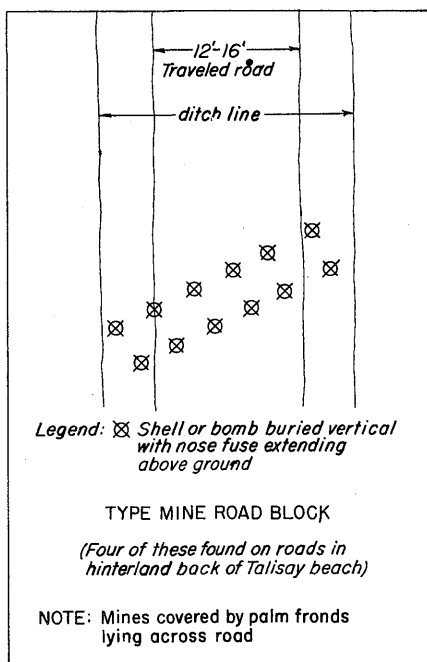 12'-16'
Traveled road
ditch line
Legend: Shell or bomb buried vertical
with nose fuse extending
above ground
TYPE MINE ROAD BLOCK
(Four of these found on roads in
hinterland back of Talisay beach)
NOTE: Mines covered by palm fronds
lying across road